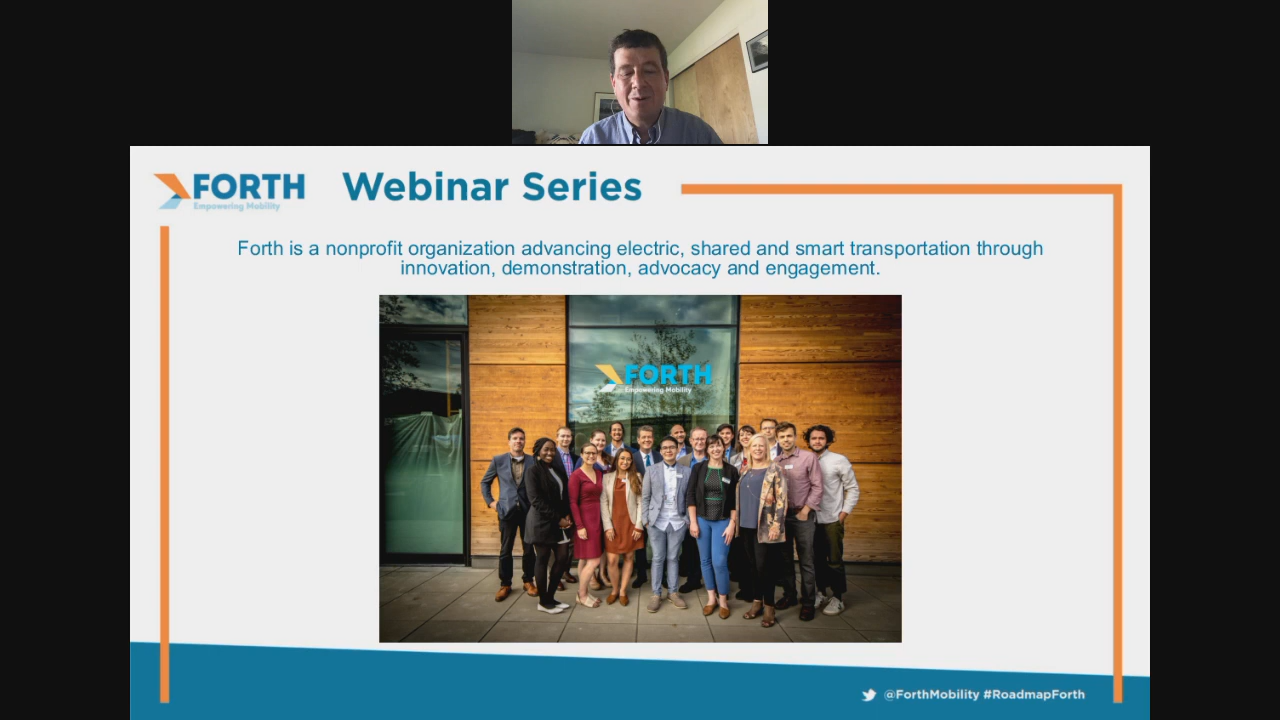 FORTH
Empowering Mobility
Webinar Series
Forth is a nonprofit organization advancing electric, shared and smart transportation through
innovation, demonstration, advocacy and engagement.
FORTH
Empowering Mobility
@ForthMobility #RoadmapForth